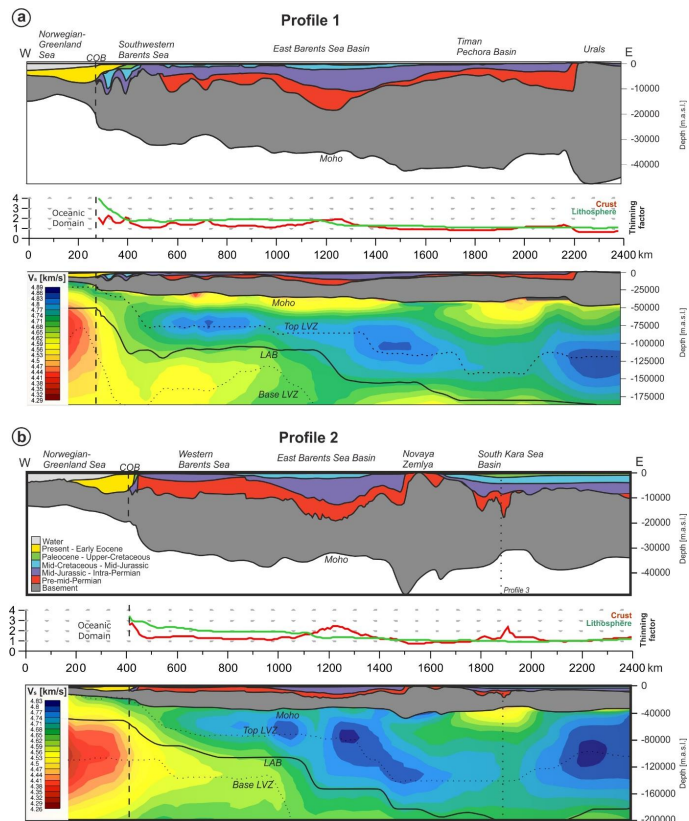 a
Profile 1
W
Norwegian-
Greenland
Sea
COB
Southwestern
Barents Sea
East Barents Sea Basin
Timan
Pechora Basin
Urals
E
0
-10000
-20000
-30000
-40000
Depth [m.a.s.l.]
Moho
4
3
2
1
0
Oceanic
Domain
Crust
Lithosphere
Thinning
factor
0 200 400 600 800 1000 1200 1400 1600 1800 2000 2200 2400 km
Vs [km/s]
4.89
4.86
4.83
4.8
4.77
4.74
4.71
4.68
4.65
4.62
4.59
4.56
4.53
4.5
4.47
4.44
4.41
4.38
4.35
4.32
4.29
Moho
Top LVZ
LAB
Base LVZ
0
-25000
-50000
-75000
-100000
-125000
-150000
-175000
Depth [m.a.s.l.]
b
Profile 2
W
Norwegian-
Greenland Sea
COB
Western
Barents Sea
East Barents Sea Basin
Novaya
Zemlya
South Kara Sea
Basin
E
0
-10000
-20000
-30000
-40000
Depth [m.a.s.l.]
Water
Present - Early Eocene
Paleocene - Upper-Cretaceous
Mid-Cretaceous - Mid-Jurassic
Mid-Jurassic - Intra-Permian
Pre-mid-Permian
Basement
Moho
Profile 3
4
3
2
1
0
Oceanic
Domain
Crust
Lithosphere
Thinning
factor
0 200 400 600 800 1000 1200 1400 1600 1800 2000 2200 2400 km
Vs [km/s]
4.83
4.8
4.77
4.74
4.71
4.68
4.65
4.62
4.59
4.56
4.53
4.5
4.47
4.44
4.41
4.38
4.35
4.32
4.29
4.26
Moho
Top LVZ
LAB
Base LVZ
0
-40000
-80000
-120000
-160000
-200000
Depth [m.a.s.l.]